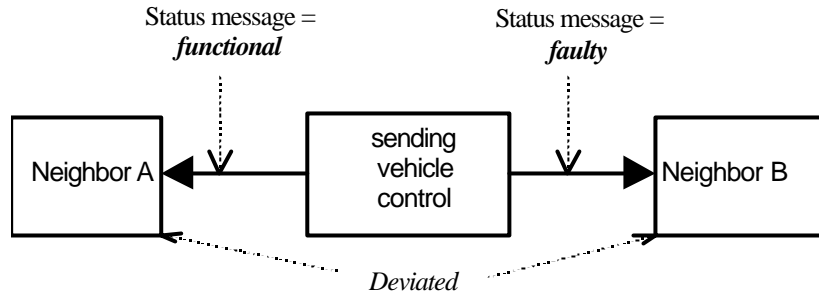 Status message =
functional
Status message =
faulty
Neighbor A
sending
vehicle
control
Neighbor B
Deviated